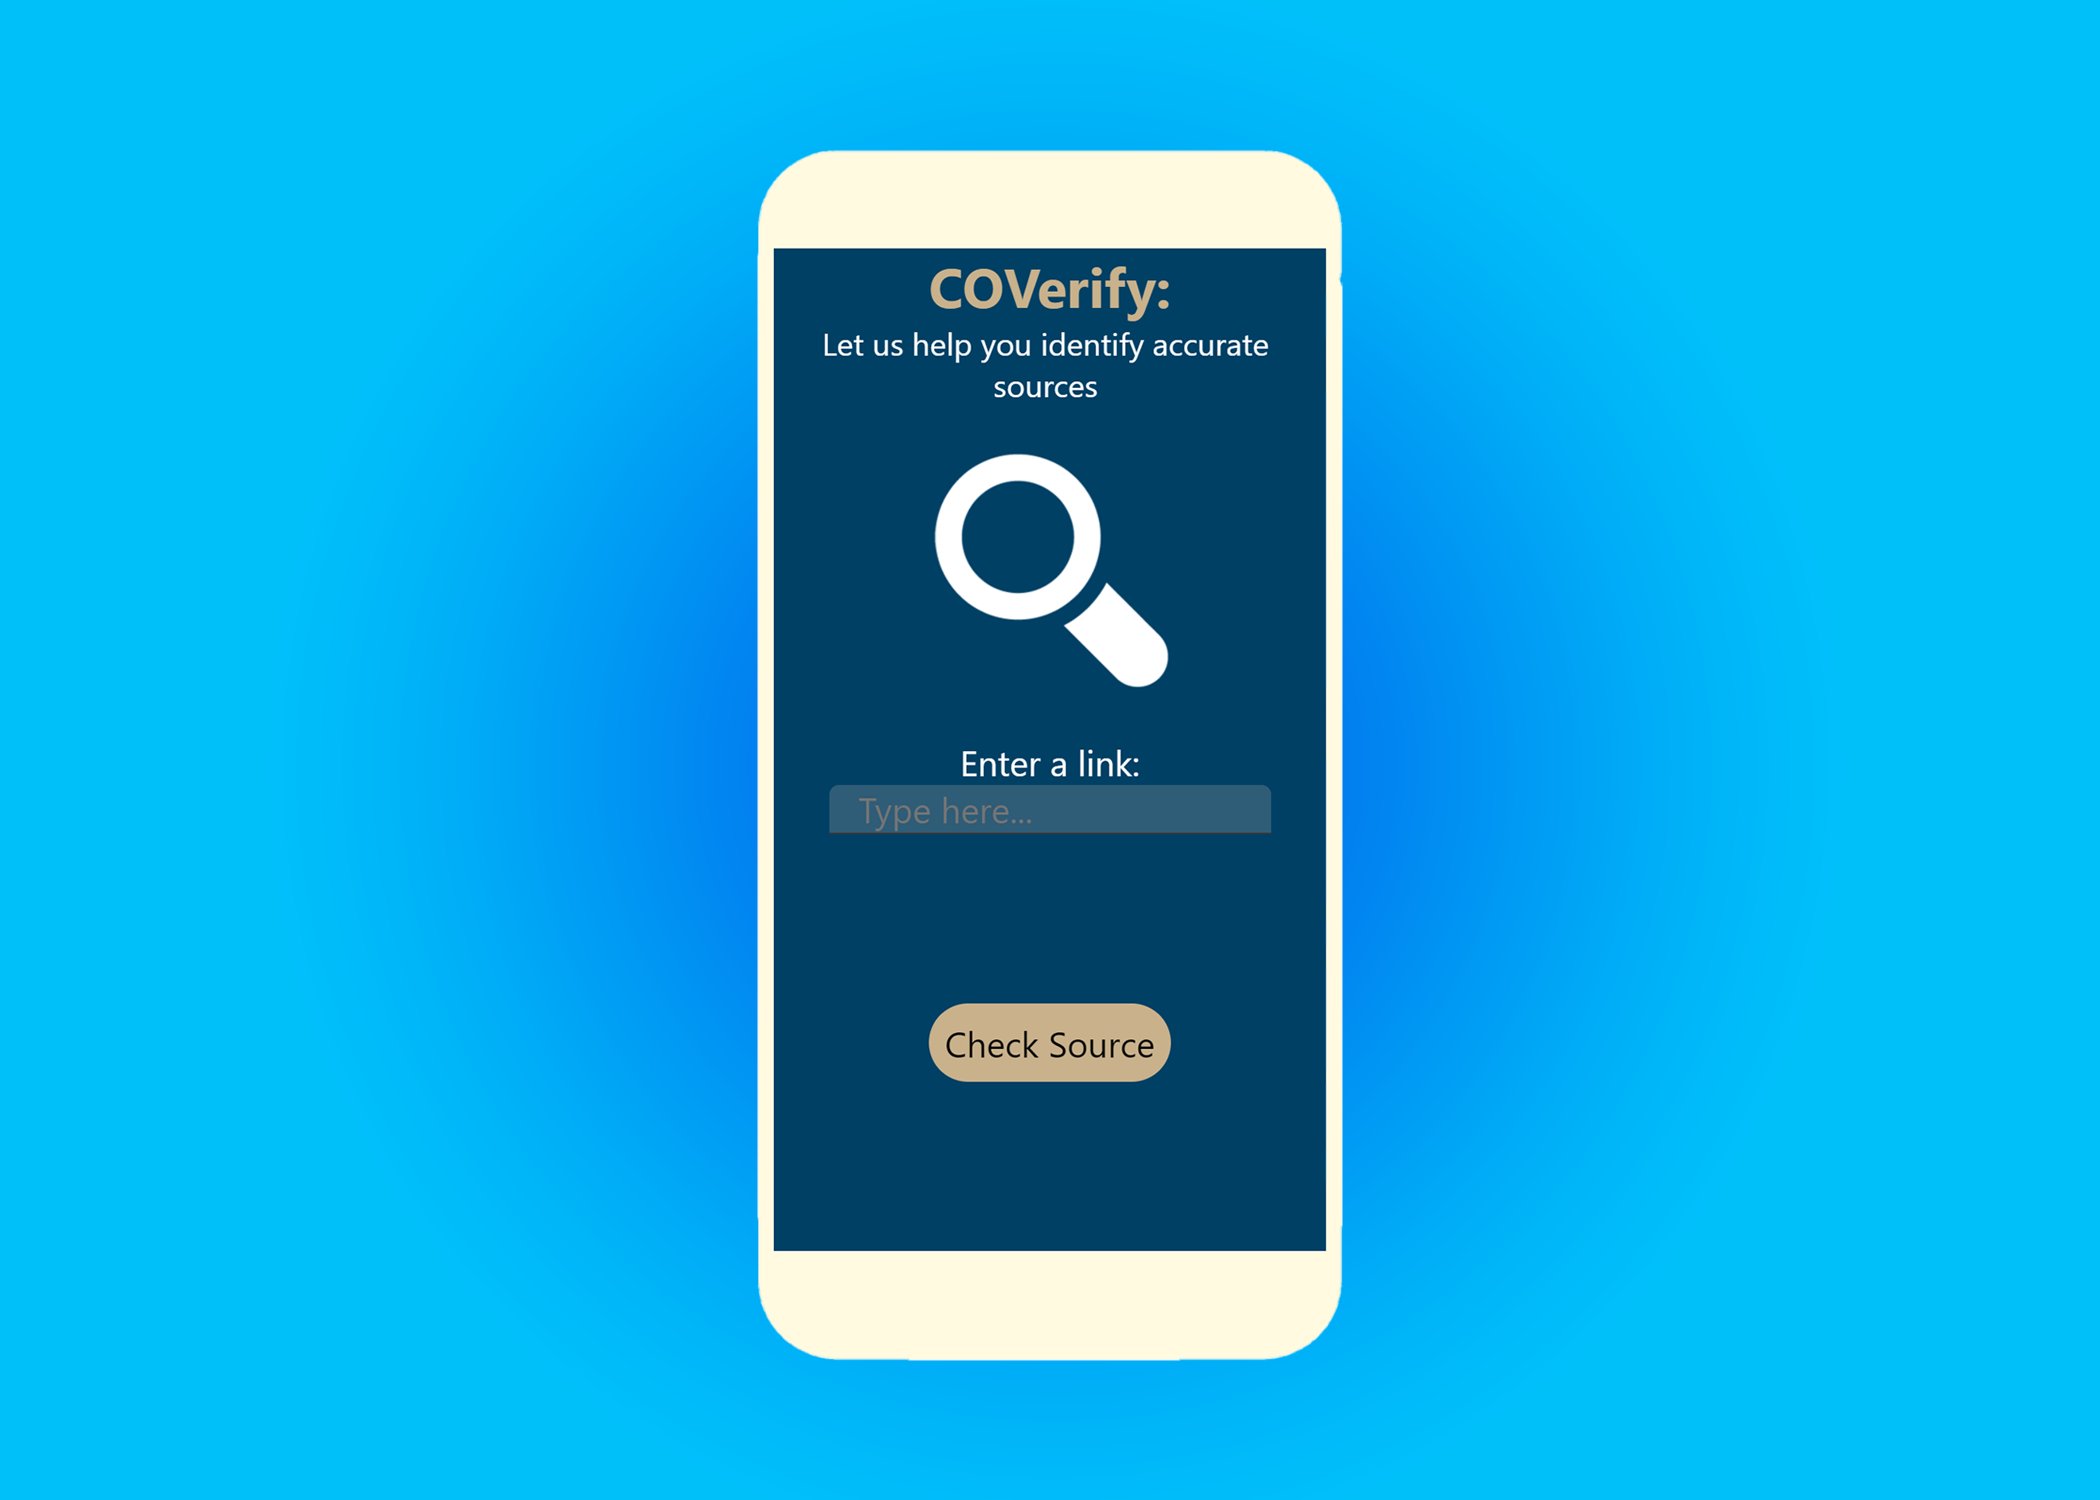 COVerify:
Let us help you identify accurate
sources
Enter a link:
Type here...
Check Source